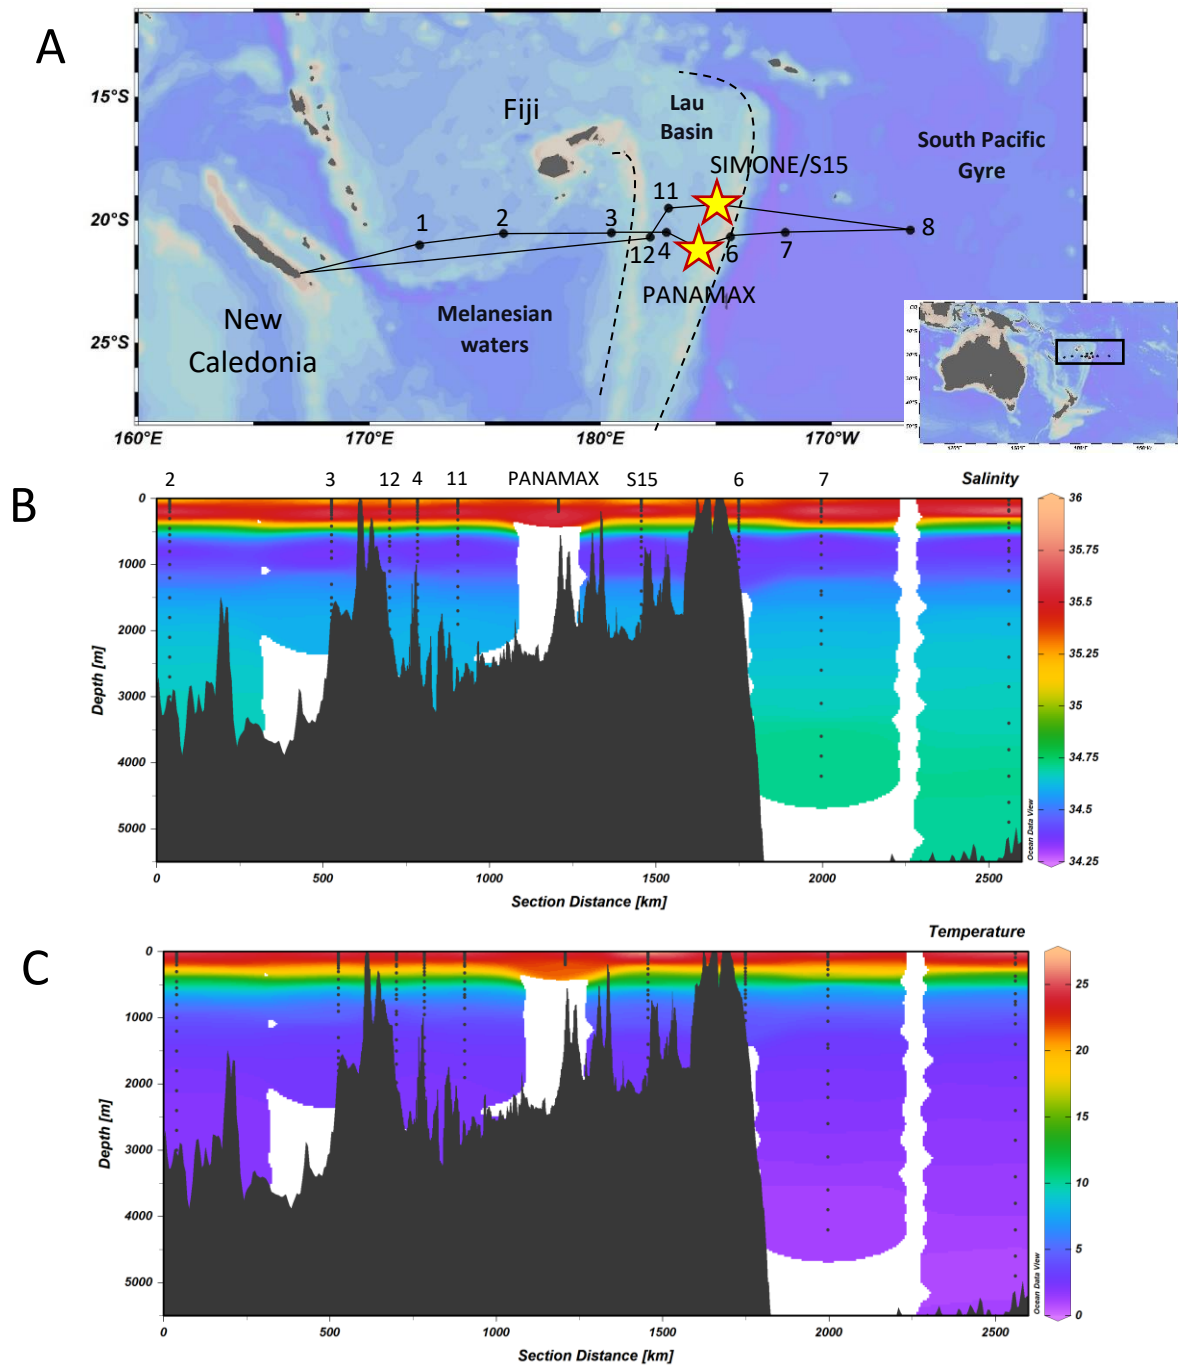 A
15°S
20°S
25°S
160°E
170°E
180°E
170°W
Fiji
Lau
Basin
South Pacific
Gyre
SIMONE/S15
11
1
2
3
8
12
4
6
7
PANAMAX
New
Caledonia
Melanesian
waters
B
2
3
12
4
11
PANAMAX
S15
6
7
Salinity
0
1000
2000
3000
4000
5000
Depth [m]
0
500
1000
1500
2000
2500
Section Distance [km]
36
35.75
35.5
35.25
35
34.75
34.5
34.25
Ocean Data View
C
Temperature
0
1000
2000
3000
4000
5000
Depth [m]
0
500
1000
1500
2000
2500
Section Distance [km]
25
20
15
10
5
0
Ocean Data View